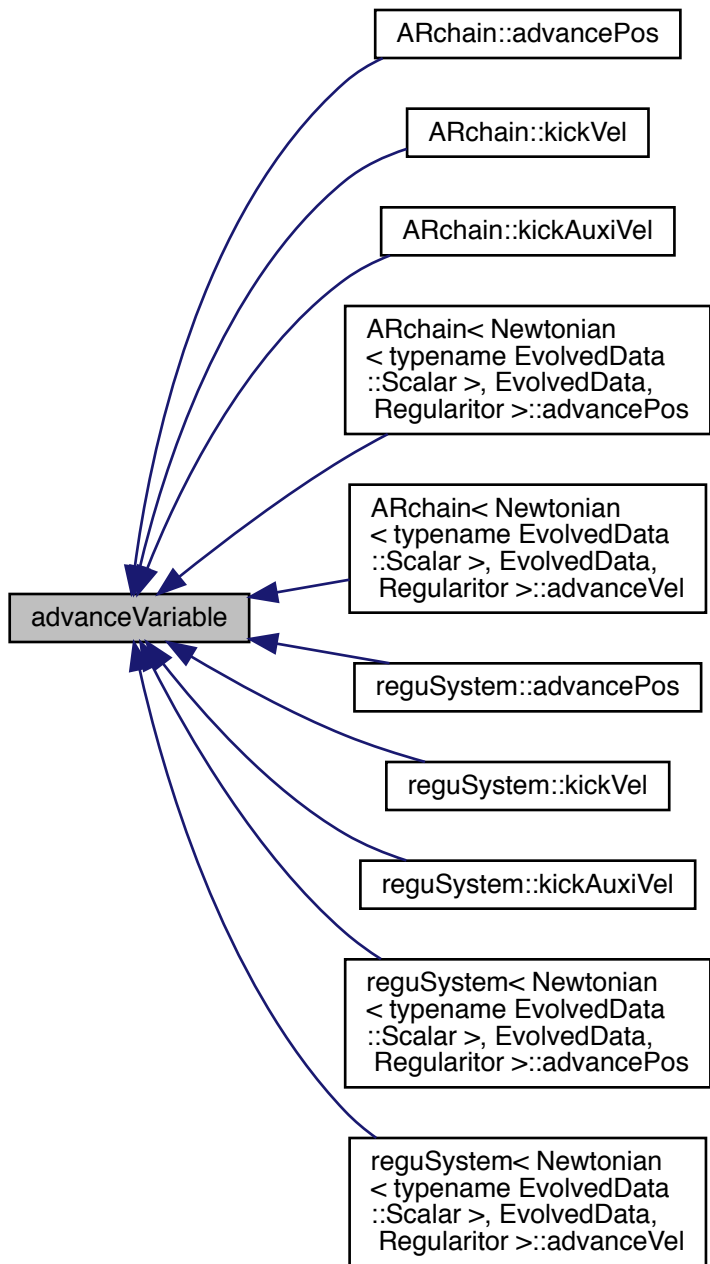 ARchain::advancePos
ARchain::kickVel
ARchain::kickAuxiVel
ARchain< Newtonian
< typename EvolvedData
::Scalar >, EvolvedData,
Regularitor >::advancePos
ARchain< Newtonian
< typename EvolvedData
::Scalar >, EvolvedData,
Regularitor >::advanceVel
advanceVariable
reguSystem::advancePos
reguSystem::kickVel
reguSystem::kickAuxiVel
reguSystem< Newtonian
< typename EvolvedData
::Scalar >, EvolvedData,
Regularitor >::advancePos
reguSystem< Newtonian
< typename EvolvedData
::Scalar >, EvolvedData,
Regularitor >::advanceVel